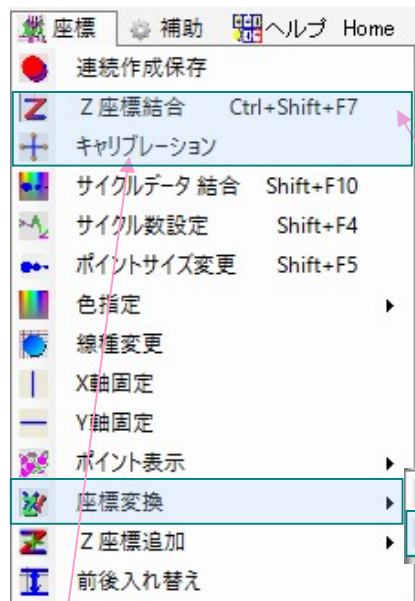 座標 補助 ヘルプ Home
連続作成保存
Z座標結合 Ctrl+Shift+F7
キャリブレーション
サイクルデータ 結合 Shift+F10
サイクル数設定 Shift+F4
ポイントサイズ変更 Shift+F5
色指定
線種変更
X軸固定
Y軸固定
ポイント表示
座標変換
Z座標追加
前後入れ替え